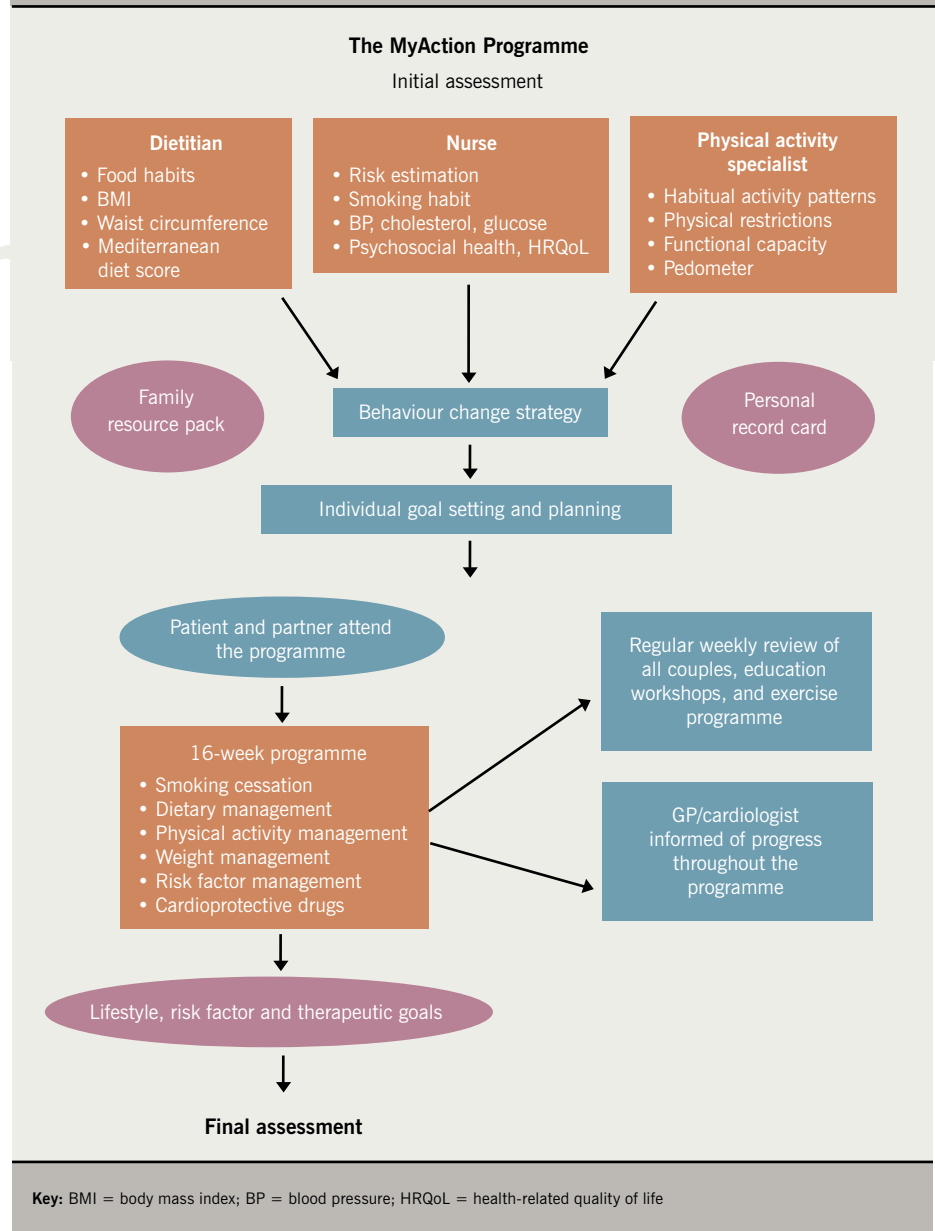 The MyAction Programme
Initial assessment
Dietitian
• Food habits
• BMI
• Waist circumference
• Mediterranean
diet score
Nurse
• Risk estimation
• Smoking habit
• BP, cholesterol, glucose
• Psychosocial health, HRQoL
Physical activity
specialist
• Habitual activity patterns
• Physical restrictions
• Functional capacity
• Pedometer
Family
resource pack
Behaviour change strategy
Personal
record card
Individual goal setting and planning
Patient and partner attend
the programme
Regular weekly review of
all couples, education
workshops, and exercise
programme
16-week programme
• Smoking cessation
• Dietary management
• Physical activity management
• Weight management
• Risk factor management
• Cardioprotective drugs
GP/cardiologist
informed of progress
throughout the
programme
Lifestyle, risk factor and therapeutic goals
Final assessment
Key: BMI = body mass index; BP = blood pressure; HRQoL = health-related quality of life